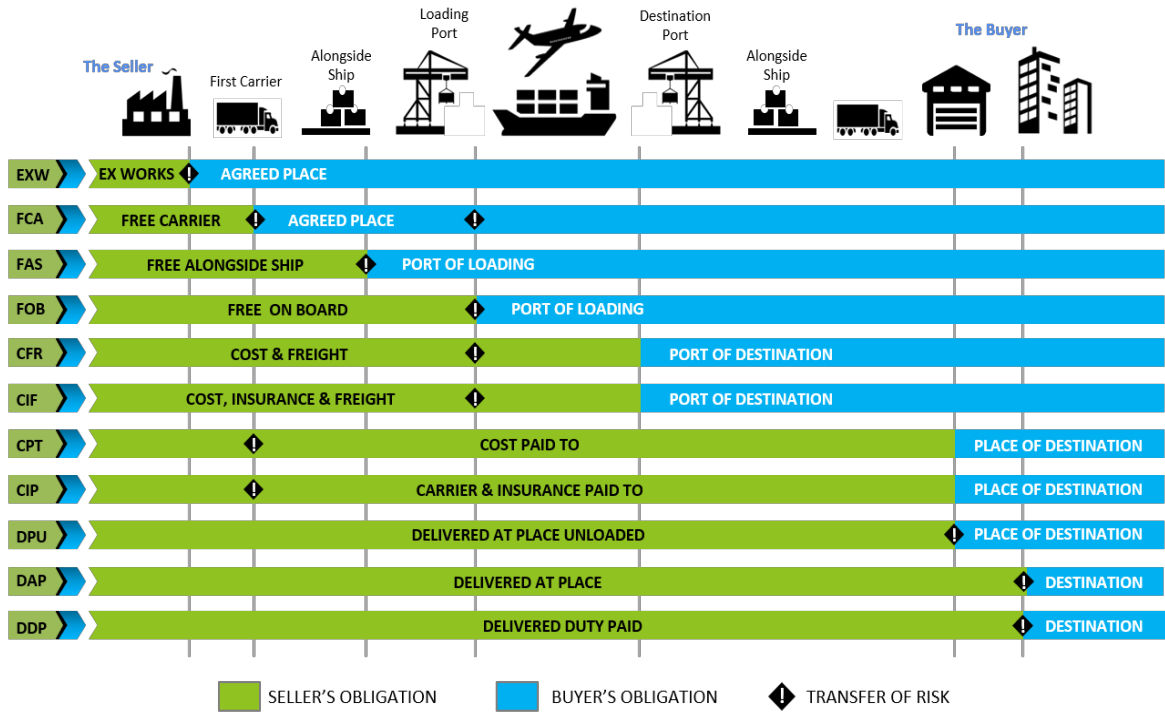 The Seller
First Carrier
Alongside
Ship
Loading
Port
Destination
Port
Alongside
Ship
The Buyer
EXW EX WORKS ! AGREED PLACE
FCA FREE CARRIER ! AGREED PLACE !
FAS FREE ALONGSIDE SHIP ! PORT OF LOADING
FOB FREE ON BOARD ! PORT OF LOADING
CFR COST & FREIGHT ! PORT OF DESTINATION
CIF COST, INSURANCE & FREIGHT ! PORT OF DESTINATION
CPT ! COST PAID TO PLACE OF DESTINATION
CIP ! CARRIER & INSURANCE PAID TO PLACE OF DESTINATION
DPU DELIVERED AT PLACE UNLOADED ! PLACE OF DESTINATION
DAP DELIVERED AT PLACE ! DESTINATION
DDP DELIVERED DUTY PAID ! DESTINATION
SELLER'S OBLIGATION BUYER'S OBLIGATION ! TRANSFER OF RISK